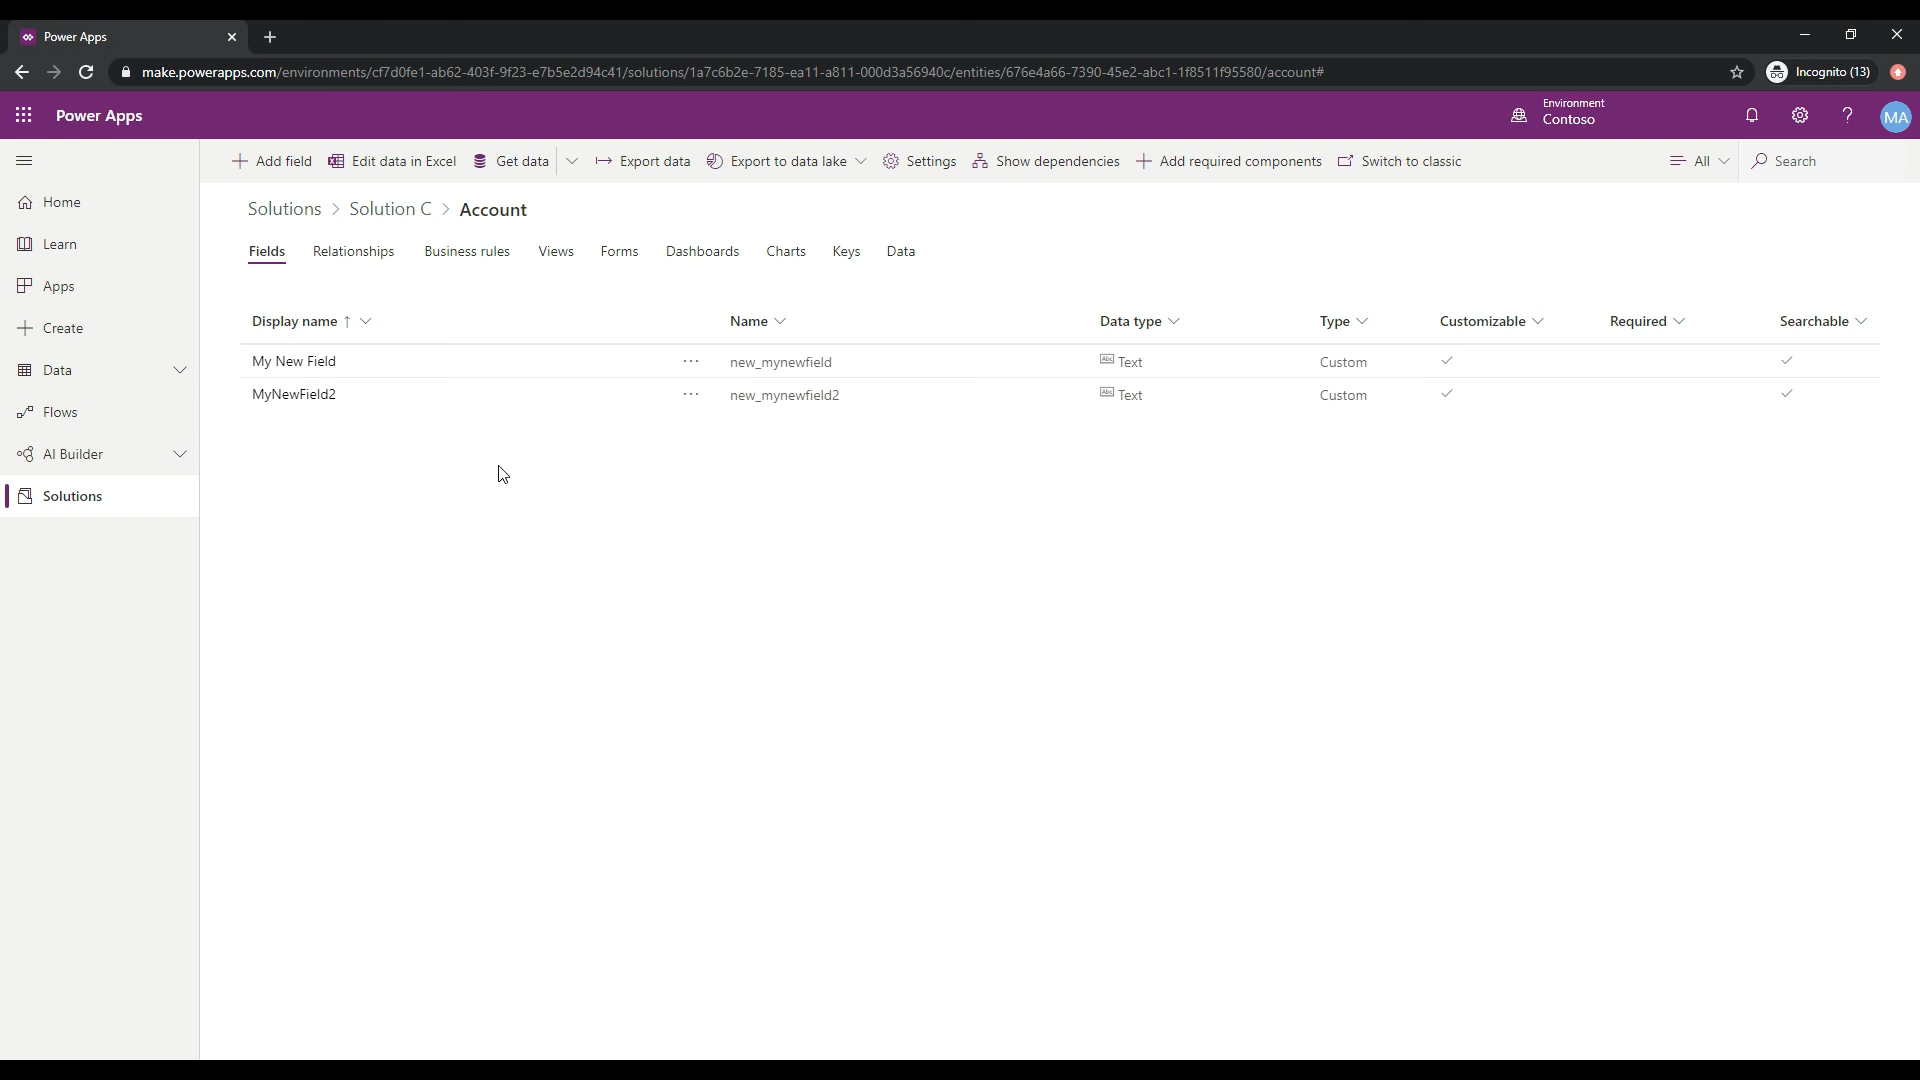 Power Apps
make.powerapps.com/environments/cf7d0fe1-ab62-403f-9f23-e7b5e2d94c41/solutions/1a7c6b2e-7185-ea11-a811-000d3a56940c/entities/676e4a66-7390-45e2-abc1-1f8511f95580/account#
Incognito (13)
Power Apps
Environment
Contoso
MA
Add field
Edit data in Excel
Get data
Export data
Export to data lake
Settings
Show dependencies
Add required components
Switch to classic
All
Search
Home
Learn
Apps
Create
Data
Flows
AI Builder
Solutions
Solutions > Solution C > Account
Fields Relationships Business rules Views Forms Dashboards Charts Keys Data
Display name ↑ Name Data type Type Customizable Required Searchable
My New Field ··· new_mynewfield Abc Text Custom ✓ ✓
MyNewField2 ··· new_mynewfield2 Abc Text Custom ✓ ✓